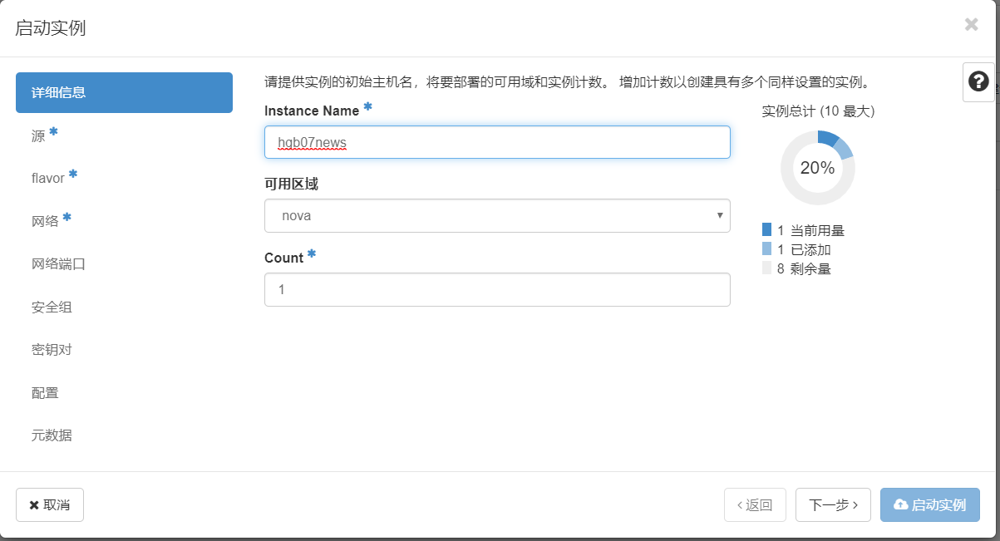 启动实例
详细信息
源 *
flavor *
网络 *
网络端口
安全组
密钥对
配置
元数据
请提供实例的初始主机名，将要部署的可用域和实例计数。 增加计数以创建具有多个同样设置的实例。
Instance Name *
hgb07news
可用区域
nova
Count *
1
实例总计 (10 最大)
20%
1 当前用量
1 已添加
8 剩余量
取消
返回
下一步
启动实例